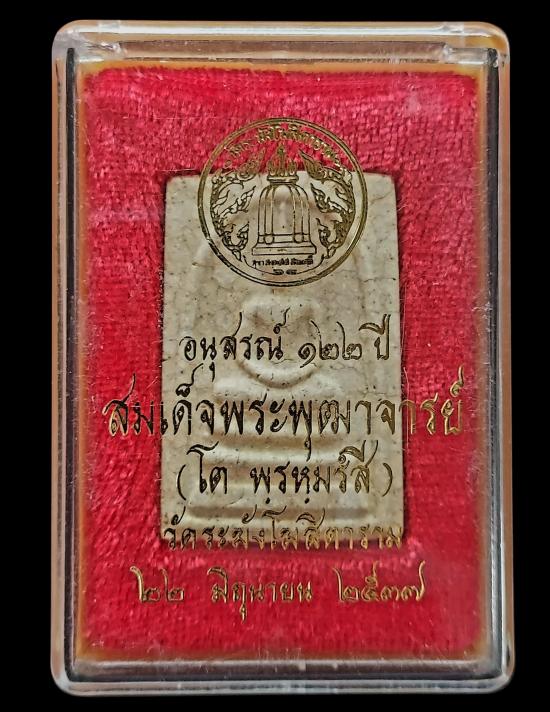 อนุสรณ์ ๑๒๒ ปี
สมเด็จพระพุฒาจารย์
(โต พฺรหฺมรํสี)
วัดระฆังโฆสิตาราม
๒๒ มิถุนายน ๒๕๓๗